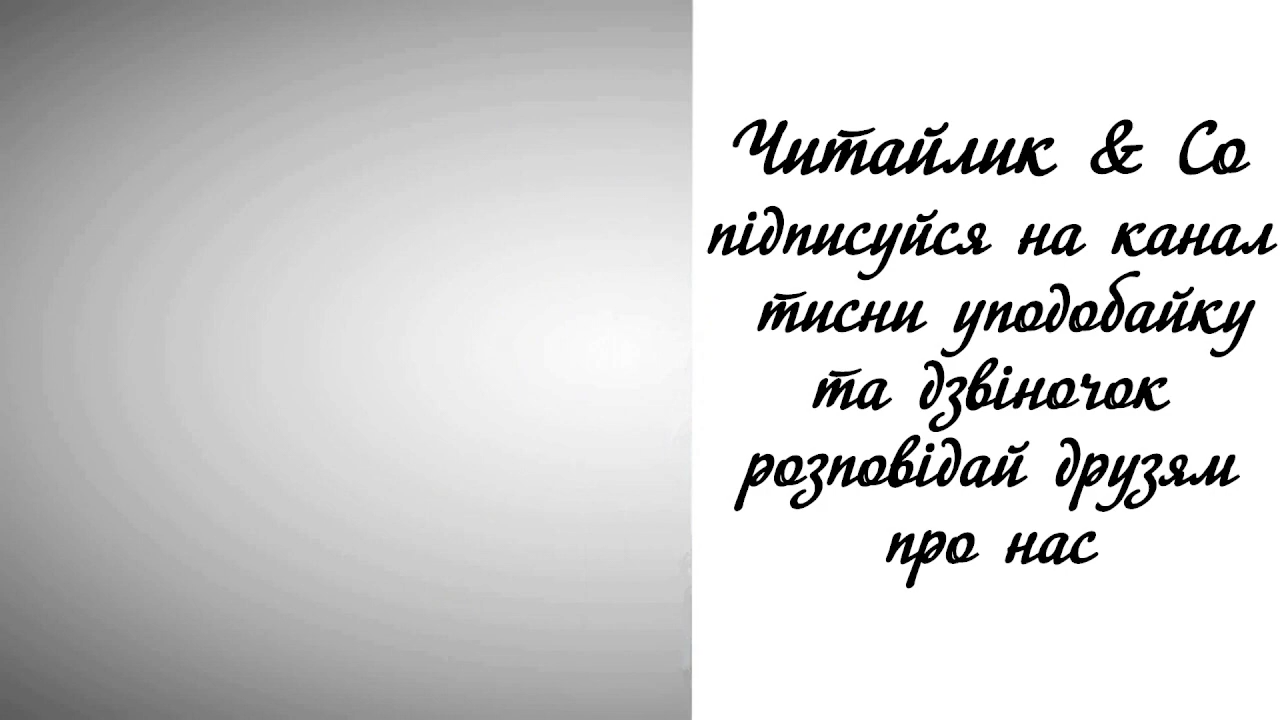 Читайлик & Co
підписуйся на канал
тисни уподобайку
та дзвіночок
розповідай друзям
про нас